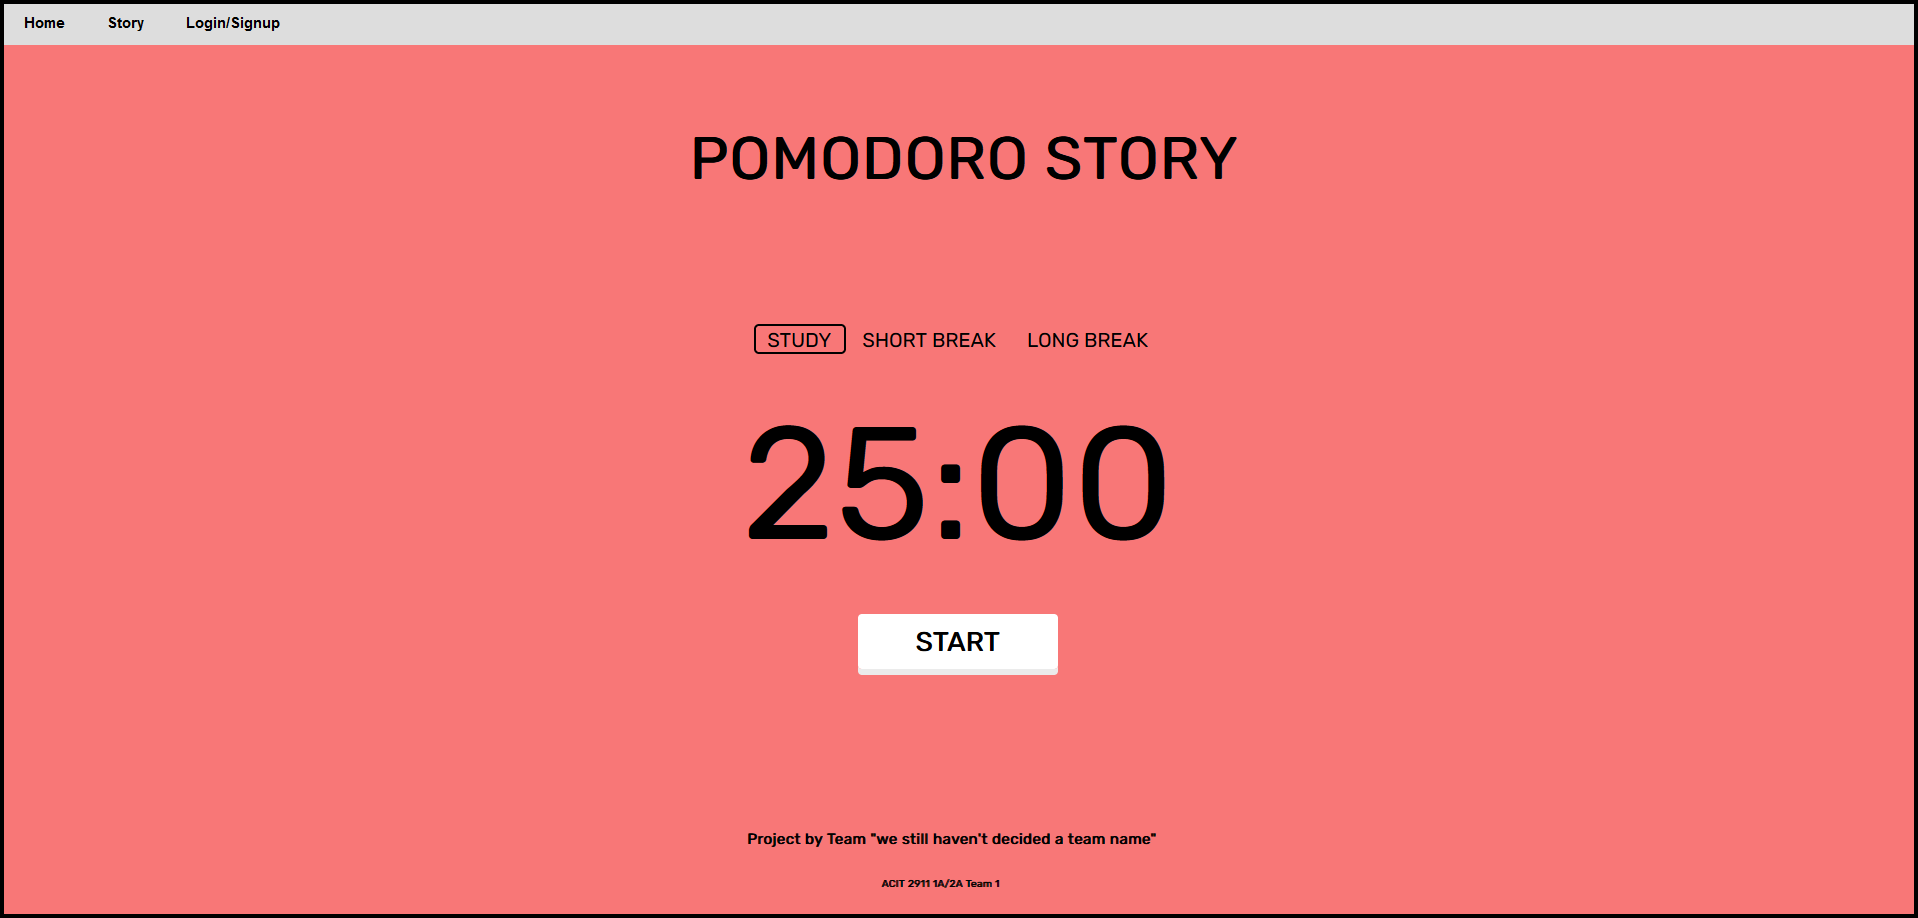 Home Story Login/Signup
POMODORO STORY
STUDY SHORT BREAK LONG BREAK
25:00
START
Project by Team "we still haven't decided a team name"
ACIT 2911 1A/2A Team 1